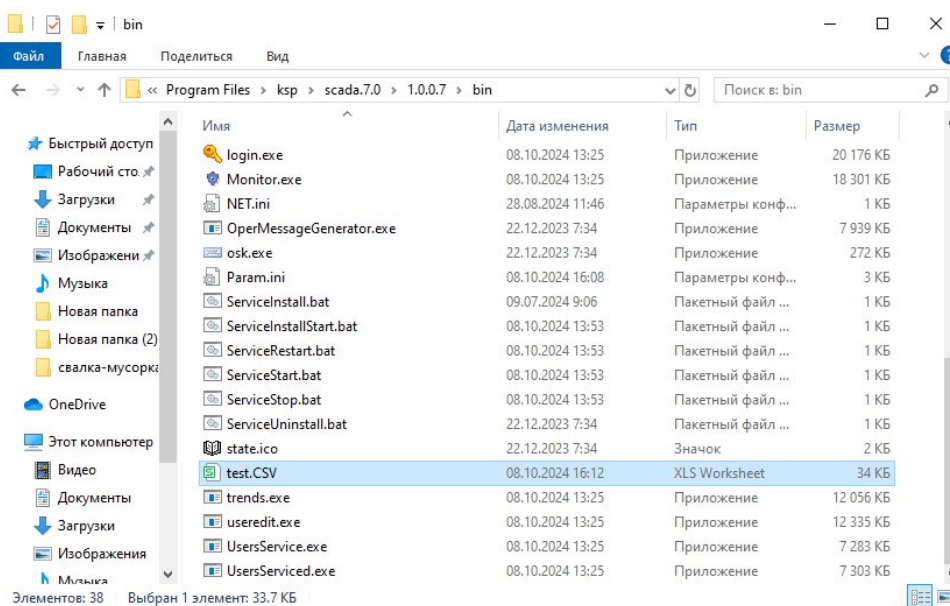 bin
Файл Главная Поделиться Вид
« Program Files › ksp › scada.7.0 › 1.0.0.7 › bin Поиск в: bin
Имя Дата изменения Тип Размер
Быстрый доступ
Рабочий сто.
Загрузки
Документы
Изображени
Музыка
Новая папка
Новая папка (2)
свалка-мусорка
OneDrive
Этот компьютер
Видео
Документы
Загрузки
Изображения
Музыка
login.exe 08.10.2024 13:25 Приложение 20 176 КБ
Monitor.exe 08.10.2024 13:25 Приложение 18 301 КБ
NET.ini 28.08.2024 11:46 Параметры конф... 1 КБ
OperMessageGenerator.exe 22.12.2023 7:34 Приложение 7 939 КБ
osk.exe 22.12.2023 7:34 Приложение 272 КБ
Param.ini 08.10.2024 16:08 Параметры конф... 3 КБ
ServiceInstall.bat 09.07.2024 9:06 Пакетный файл ... 1 КБ
ServiceInstallStart.bat 08.10.2024 13:53 Пакетный файл ... 1 КБ
ServiceRestart.bat 08.10.2024 13:53 Пакетный файл ... 1 КБ
ServiceStart.bat 08.10.2024 13:53 Пакетный файл ... 1 КБ
ServiceStop.bat 08.10.2024 13:53 Пакетный файл ... 1 КБ
ServiceUninstall.bat 22.12.2023 7:34 Пакетный файл ... 1 КБ
state.ico 22.12.2023 7:34 Значок 2 КБ
test.CSV 08.10.2024 16:12 XLS Worksheet 34 КБ
trends.exe 08.10.2024 13:25 Приложение 12 056 КБ
useredit.exe 08.10.2024 13:25 Приложение 12 335 КБ
UsersService.exe 08.10.2024 13:25 Приложение 7 283 КБ
UsersServiced.exe 08.10.2024 13:25 Приложение 7 303 КБ
Элементов: 38 Выбран 1 элемент: 33.7 КБ